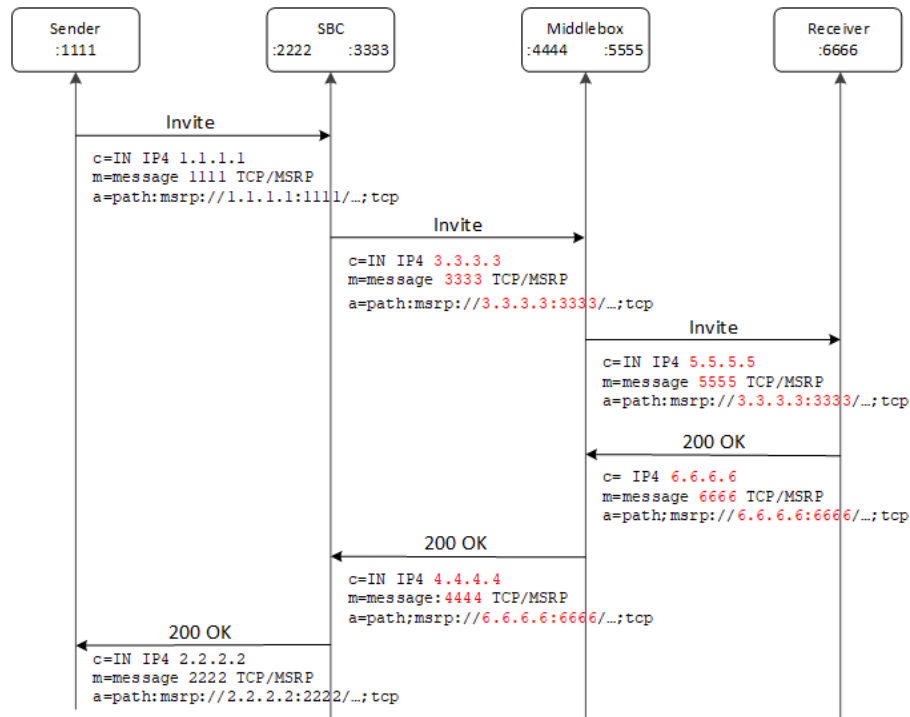 Sender
:1111
SBC
:2222 :3333
Middlebox
:4444 :5555
Receiver
:6666
Invite
c=IN IP4 1.1.1.1
m=message 1111 TCP/MSRP
a=path:msrp://1.1.1.1:1111/…;tcp
Invite
c=IN IP4 3.3.3.3
m=message 3333 TCP/MSRP
a=path:msrp://3.3.3.3:3333/…;tcp
Invite
c=IN IP4 5.5.5.5
m=message 5555 TCP/MSRP
a=path:msrp://3.3.3.3:3333/…;tcp
200 OK
c= IP4 6.6.6.6
m=message 6666 TCP/MSRP
a=path;msrp://6.6.6.6:6666/…;tcp
200 OK
c=IN IP4 4.4.4.4
m=message:4444 TCP/MSRP
a=path;msrp://6.6.6.6:6666/…;tcp
200 OK
c=IN IP4 2.2.2.2
m=message 2222 TCP/MSRP
a=path:msrp://2.2.2.2:2222/…;tcp